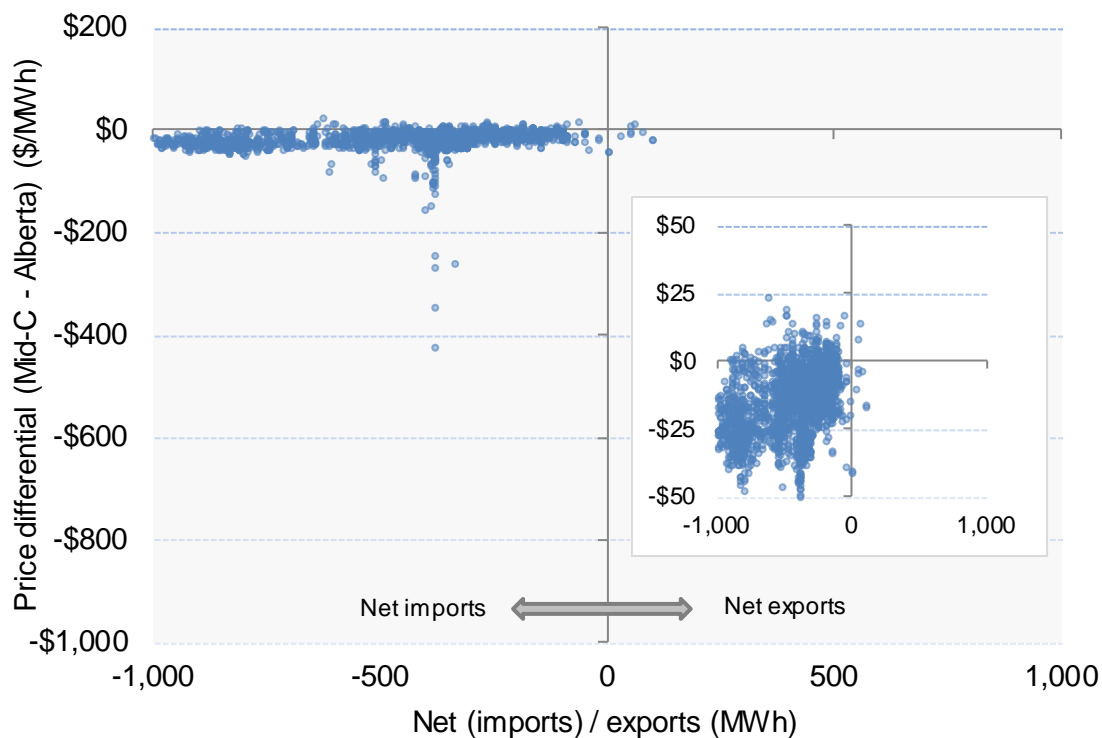 Price differential (Mid-C - Alberta) ($/MWh)
$200
$0
-$200
-$400
-$600
-$800
-$1,000
$50
$25
$0
-$25
-$50
-1,000 0 1,000
Net imports Net exports
-1,000 -500 0 500 1,000
Net (imports) / exports (MWh)